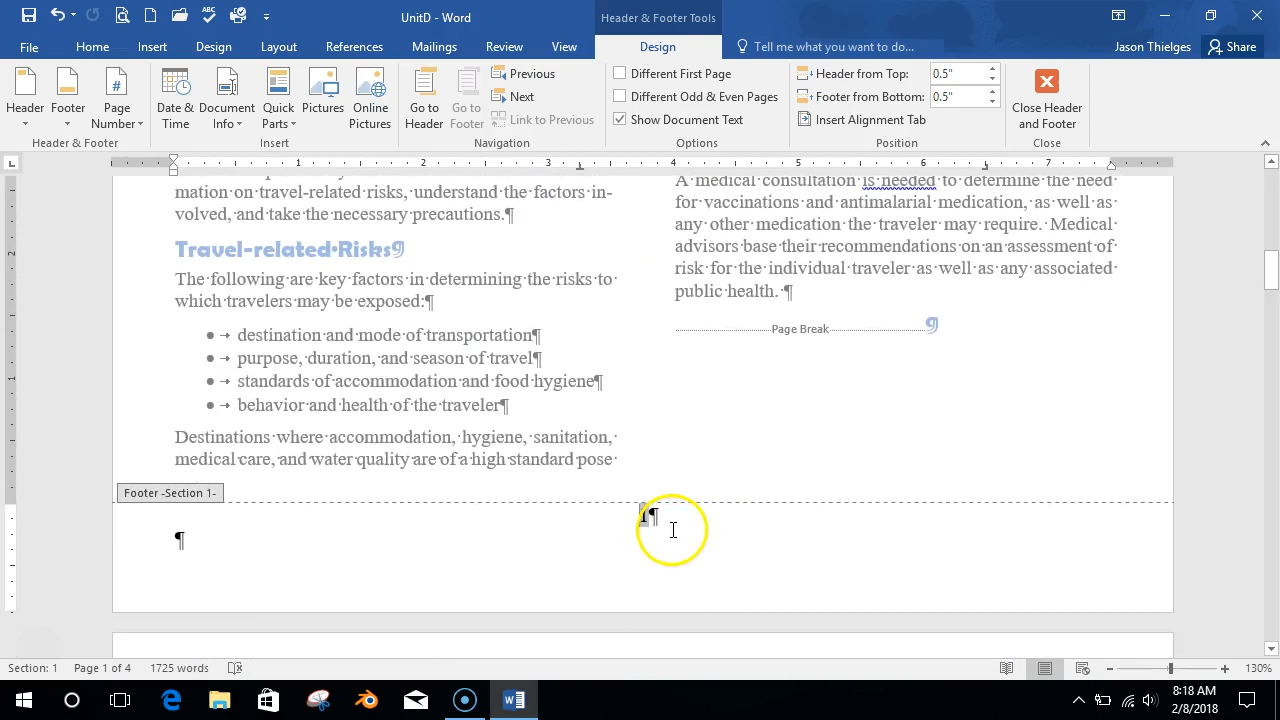 UnitD - Word
Header & Footer Tools
File
Home
Insert
Design
Layout
References
Mailings
Review
View
Design
Tell me what you want to do...
Jason Thielges
Share
Header
Footer
Page
Number
Date &
Time
Document
Info
Quick
Parts
Pictures
Online
Pictures
Go to
Header
Go to
Footer
Previous
Next
Link to Previous
Different First Page
Different Odd & Even Pages
Show Document Text
Header from Top: 0.5"
Footer from Bottom: 0.5"
Insert Alignment Tab
Close Header
and Footer
Header & Footer
Insert
Navigation
Options
Position
Close
1 2 3 4 5 6 7
mation·on·travel-related·risks,·understand·the·factors·in-
volved,·and·take·the·necessary·precautions.¶
Travel-related·Risks¶
The·following·are·key·factors·in·determining·the·risks·to·
which·travelers·may·be·exposed:¶
●→destination·and·mode·of·transportation¶
●→purpose,·duration,·and·season·of·travel¶
●→standards·of·accommodation·and·food·hygiene¶
●→behavior·and·health·of·the·traveler¶
Destinations·where·accommodation,·hygiene,·sanitation,·
medical·care,·and·water·quality·are·of·a·high·standard·pose·
A·medical·consultation·is·needed·to·determine·the·need·
for·vaccinations·and·antimalarial·medication,·as·well·as·
any·other·medication·the·traveler·may·require.·Medical·
advisors·base·their·recommendations·on·an·assessment·of·
risk·for·the·individual·traveler·as·well·as·any·associated·
public·health.·¶
Page Break¶
Footer -Section 1-
1¶
¶
Section: 1
Page 1 of 4
1725 words
130%
8:18 AM
2/8/2018